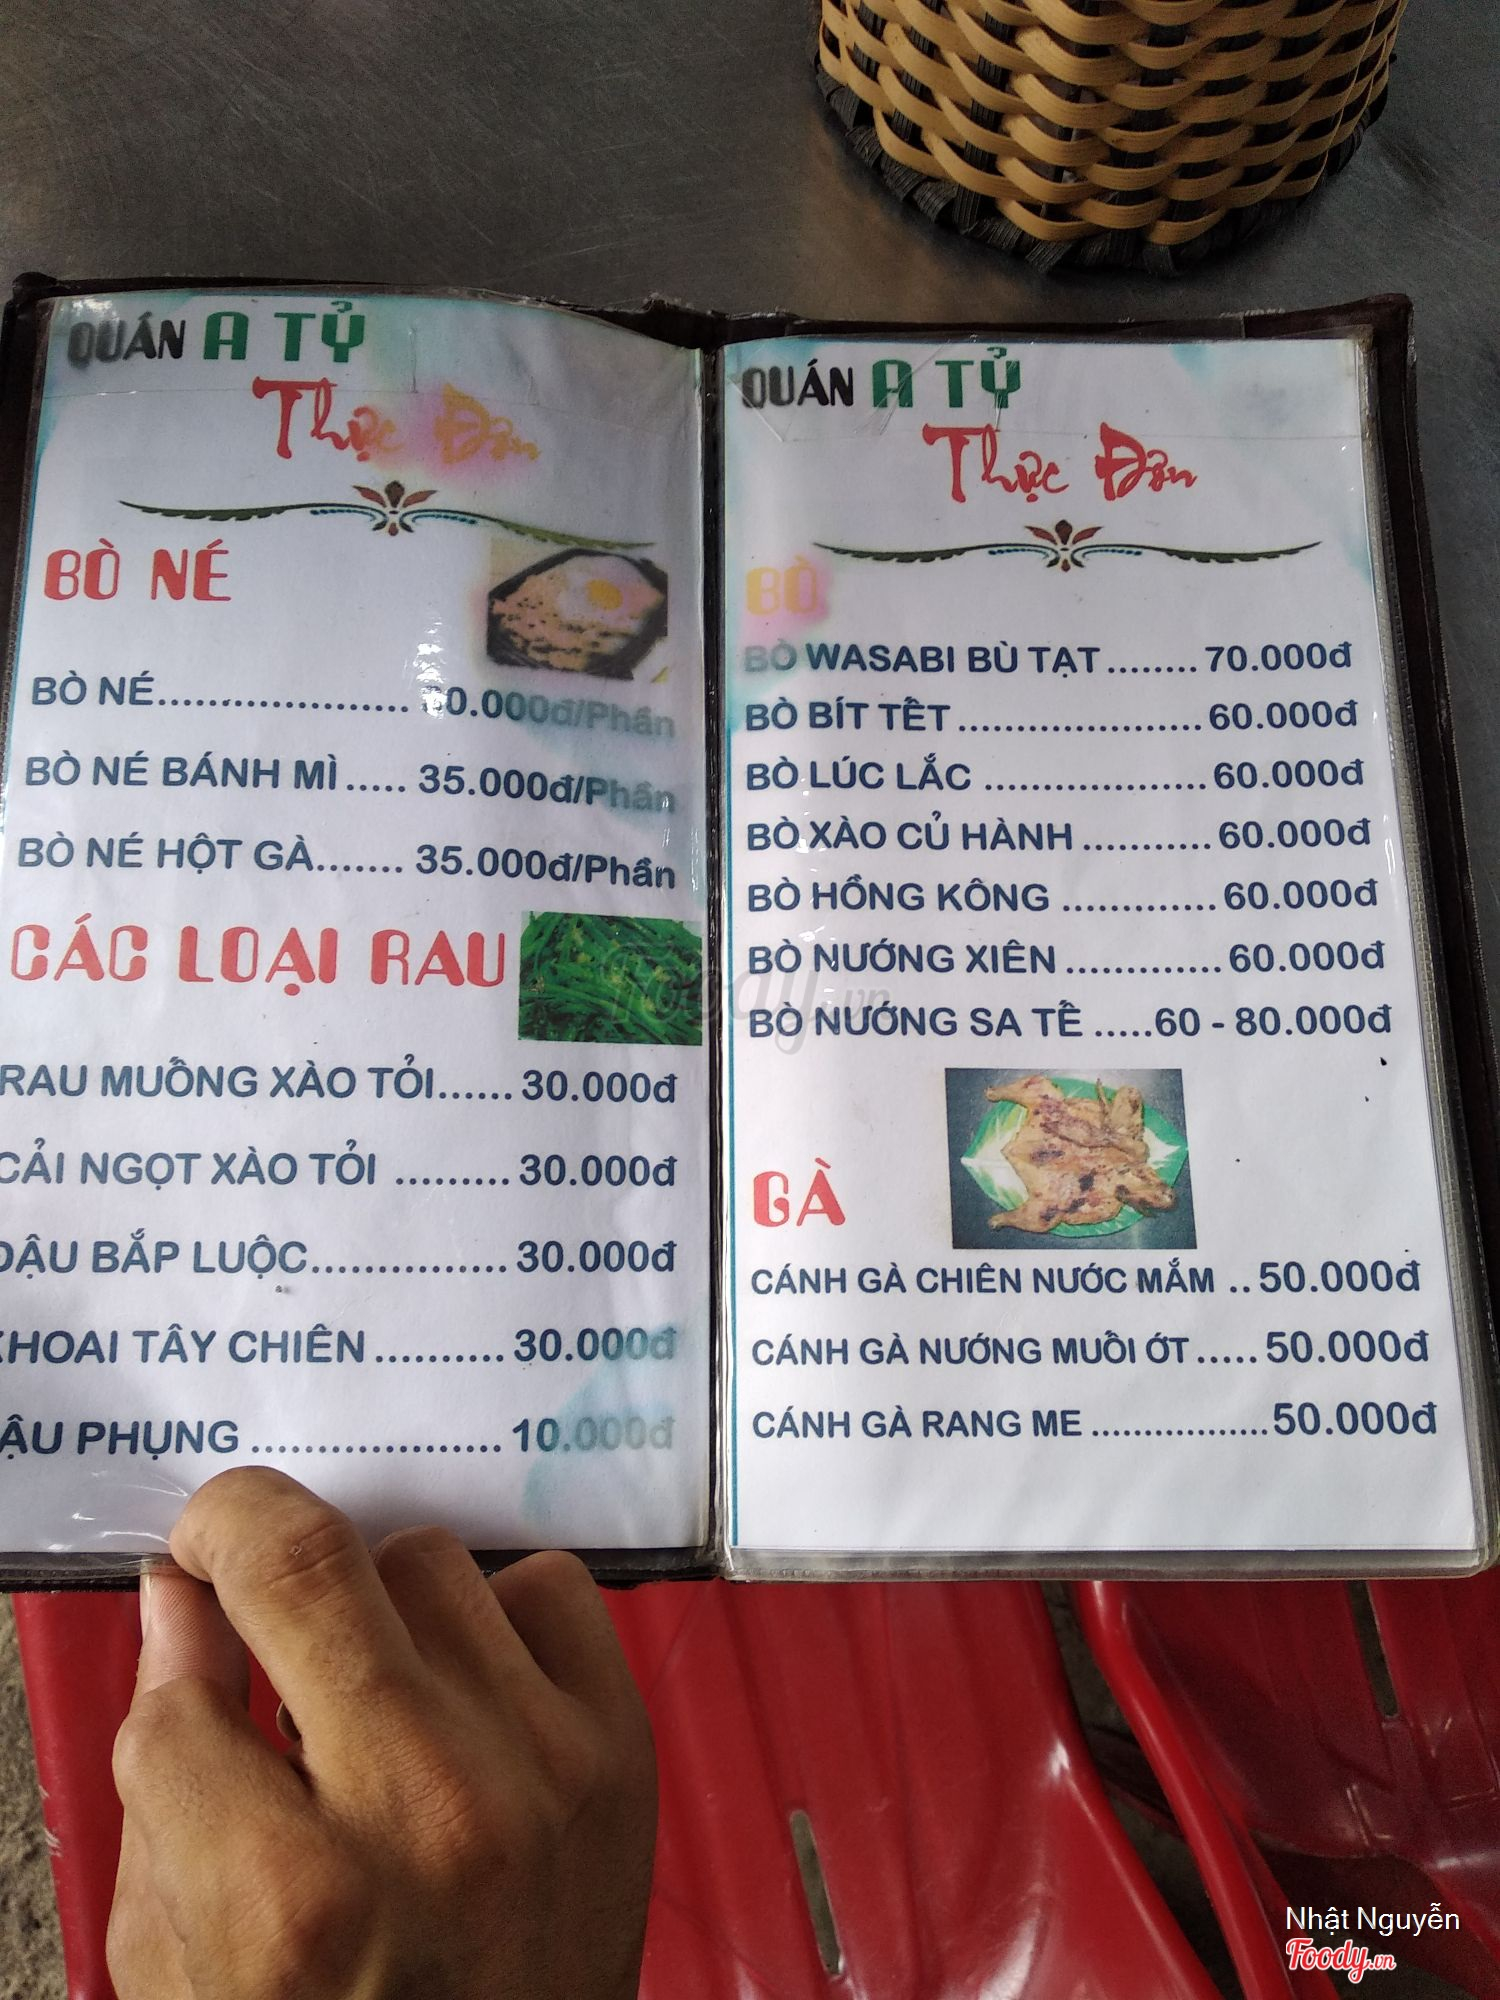 QUÁN A TỶ
Thực Đơn
BÒ NÉ
BÒ NÉ.....................
BÒ NÉ BÁNH MÌ..... 35.000đ/Phần
BÒ NÉ HỘT GÀ....... 35.000đ/Phần
CÁC LOẠI RAU
RAU MUỐNG XÀO TỎI...... 30.000đ
CẢI NGỌT XÀO TỎI ......... 30.000đ
ĐẬU BẮP LUỘC............... 30.000đ
KHOAI TÂY CHIÊN.......... 30.000đ
ẬU PHỤNG ................... 10.000đ
QUÁN A TỶ
Thực Đơn
BÒ
BÒ WASABI BÙ TẠT........ 70.000đ
BÒ BÍT TẾT......................60.000đ
BÒ LÚC LẮC ....................60.000đ
BÒ XÀO CỦ HÀNH............60.000đ
BÒ HỒNG KÔNG ..............60.000đ
BÒ NƯỚNG XIÊN..............60.000đ
BÒ NƯỚNG SA TẾ .....60 - 80.000đ
GÀ
CÁNH GÀ CHIÊN NƯỚC MẮM ..50.000đ
CÁNH GÀ NƯỚNG MUỐI ỚT.....50.000đ
CÁNH GÀ RANG ME .................50.000đ
Foody.vn
Nhật Nguyễn
Foody.vn